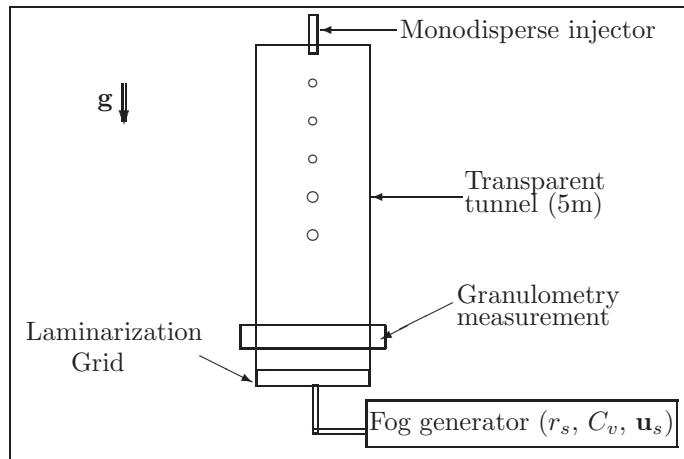 Monodisperse injector
g
Transparent
tunnel (5m)
Granulometry
measurement
Laminarization
Grid
Fog generator (r_s, C_v, u_s)